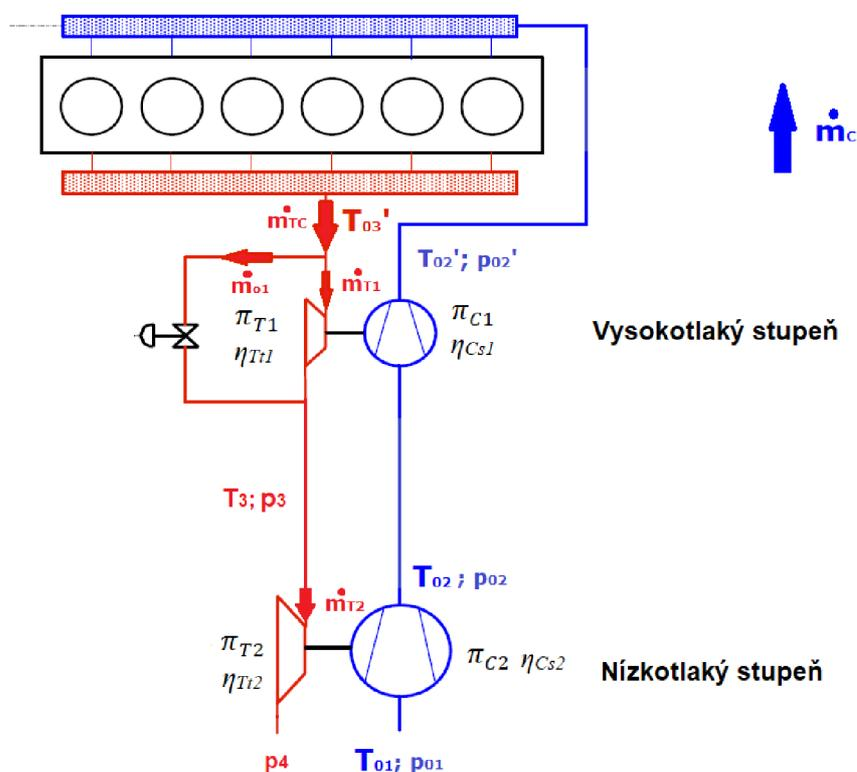 ṁC
ṁTC T03'
T02'; p02'
ṁo1 ṁT1
πT1 πC1
ηTt1 ηCs1
Vysokotlaký stupeň
T3; p3
T02 ; p02
ṁT2
πT2 πC2 ηCs2
ηTt2
Nízkotlaký stupeň
p4 T01; p01